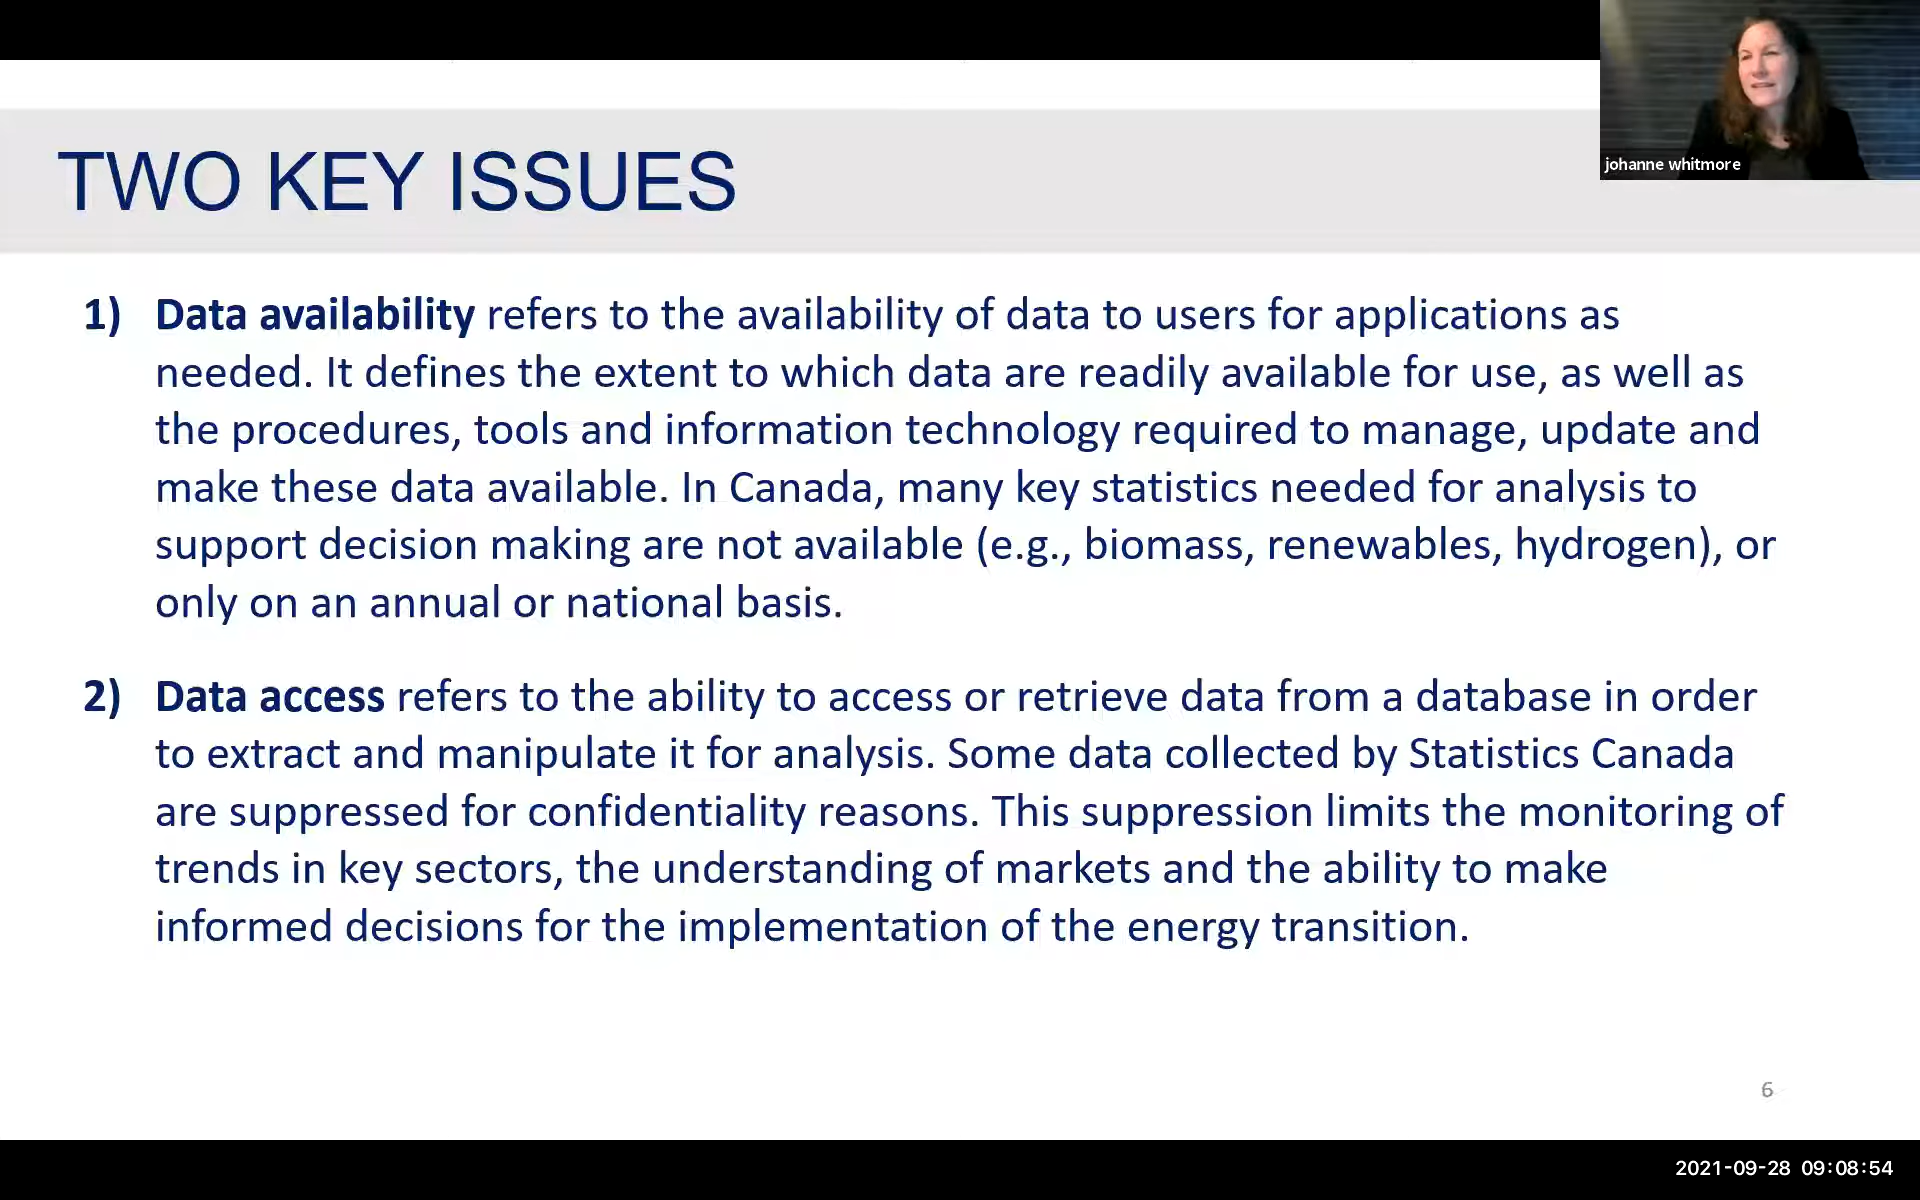 johanne whitmore
TWO KEY ISSUES
1) Data availability refers to the availability of data to users for applications as
needed. It defines the extent to which data are readily available for use, as well as
the procedures, tools and information technology required to manage, update and
make these data available. In Canada, many key statistics needed for analysis to
support decision making are not available (e.g., biomass, renewables, hydrogen), or
only on an annual or national basis.
2) Data access refers to the ability to access or retrieve data from a database in order
to extract and manipulate it for analysis. Some data collected by Statistics Canada
are suppressed for confidentiality reasons. This suppression limits the monitoring of
trends in key sectors, the understanding of markets and the ability to make
informed decisions for the implementation of the energy transition.
6
2021-09-28 09:08:54